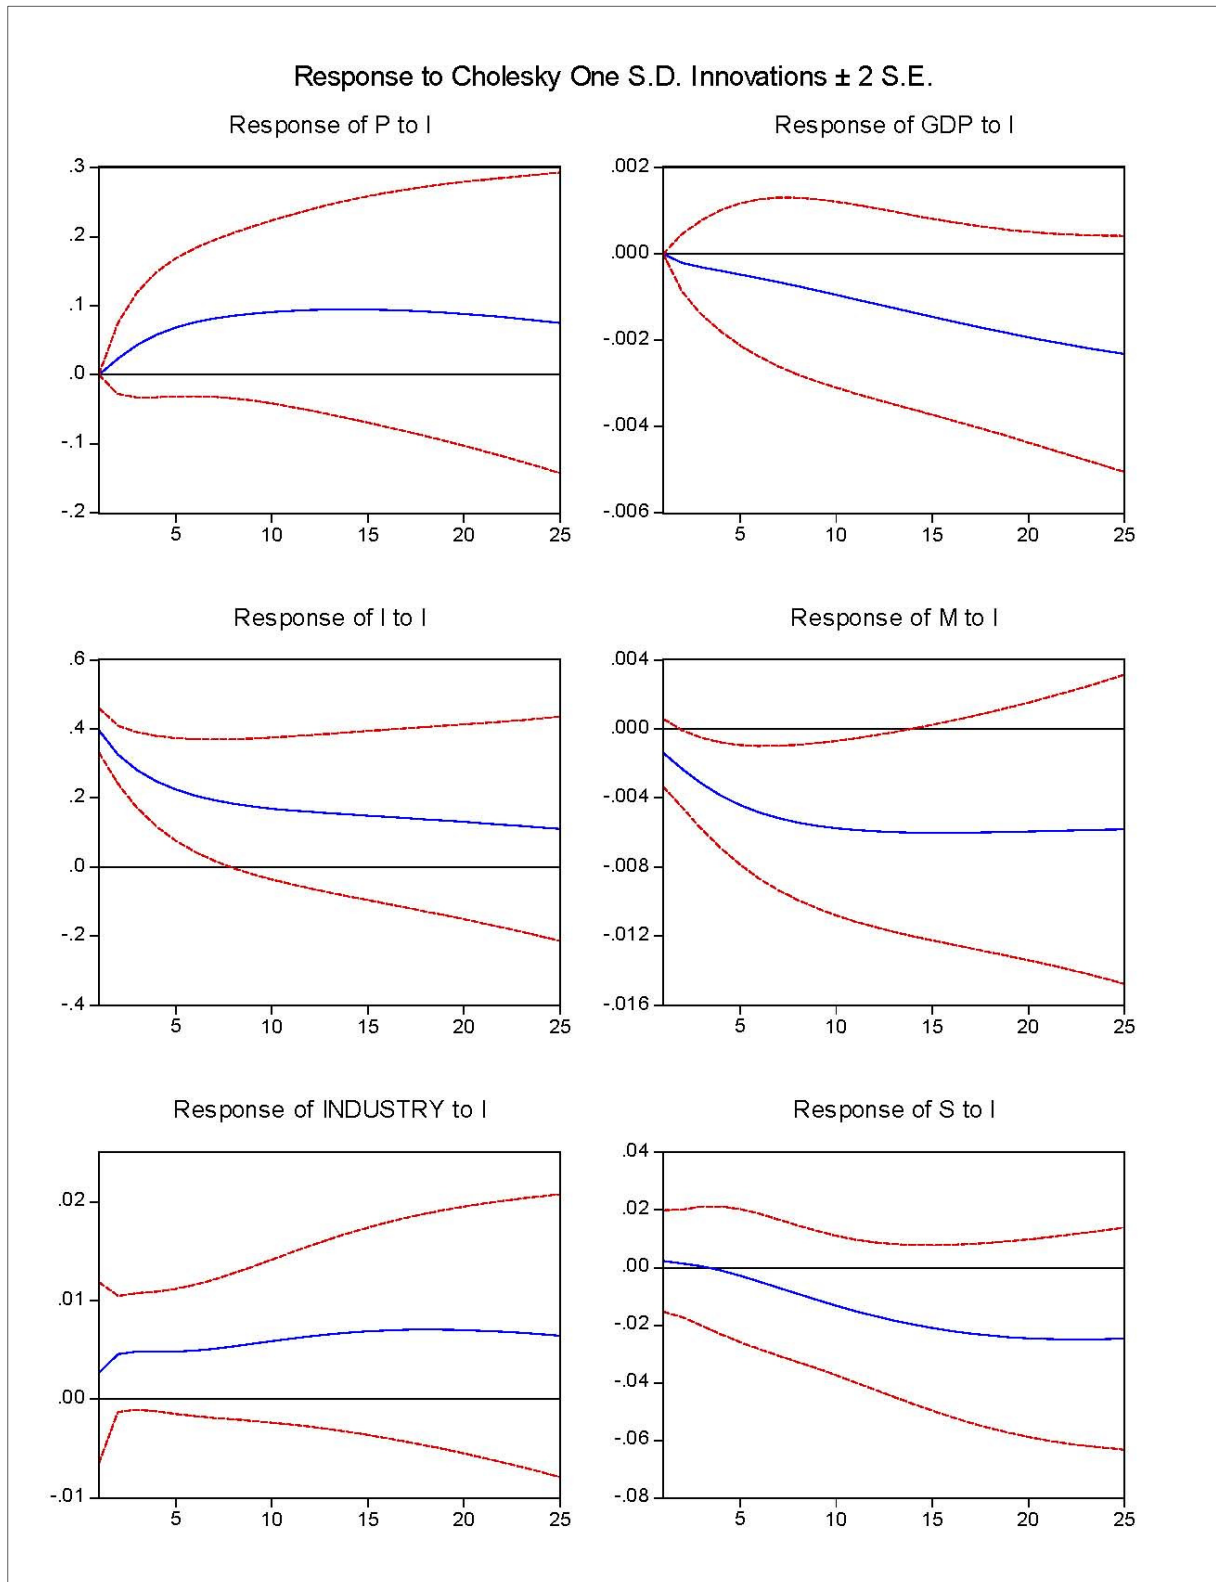 Response to Cholesky One S.D. Innovations ± 2 S.E.
Response of P to I
.3
.2
.1
.0
-.1
-.2
5 10 15 20 25
Response of GDP to I
.002
.000
-.002
-.004
-.006
5 10 15 20 25
Response of I to I
.6
.4
.2
.0
-.2
-.4
5 10 15 20 25
Response of M to I
.004
.000
-.004
-.008
-.012
-.016
5 10 15 20 25
Response of INDUSTRY to I
.02
.01
.00
-.01
5 10 15 20 25
Response of S to I
.04
.02
.00
-.02
-.04
-.06
-.08
5 10 15 20 25